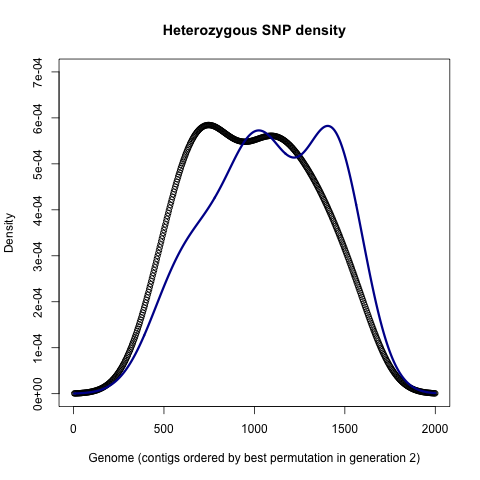 Heterozygous SNP density
Density
7e-04
6e-04
5e-04
4e-04
3e-04
2e-04
1e-04
0e+00
0 500 1000 1500 2000
Genome (contigs ordered by best permutation in generation 2)